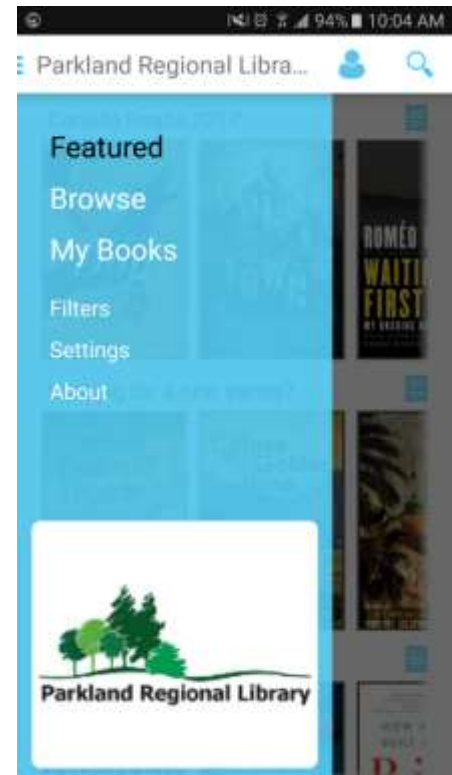 94% 10:04 AM
Parkland Regional Libra...
Featured
Browse
My Books
Filters
Settings
About
ROMÉO
WAITI
FIRST
Parkland Regional Library